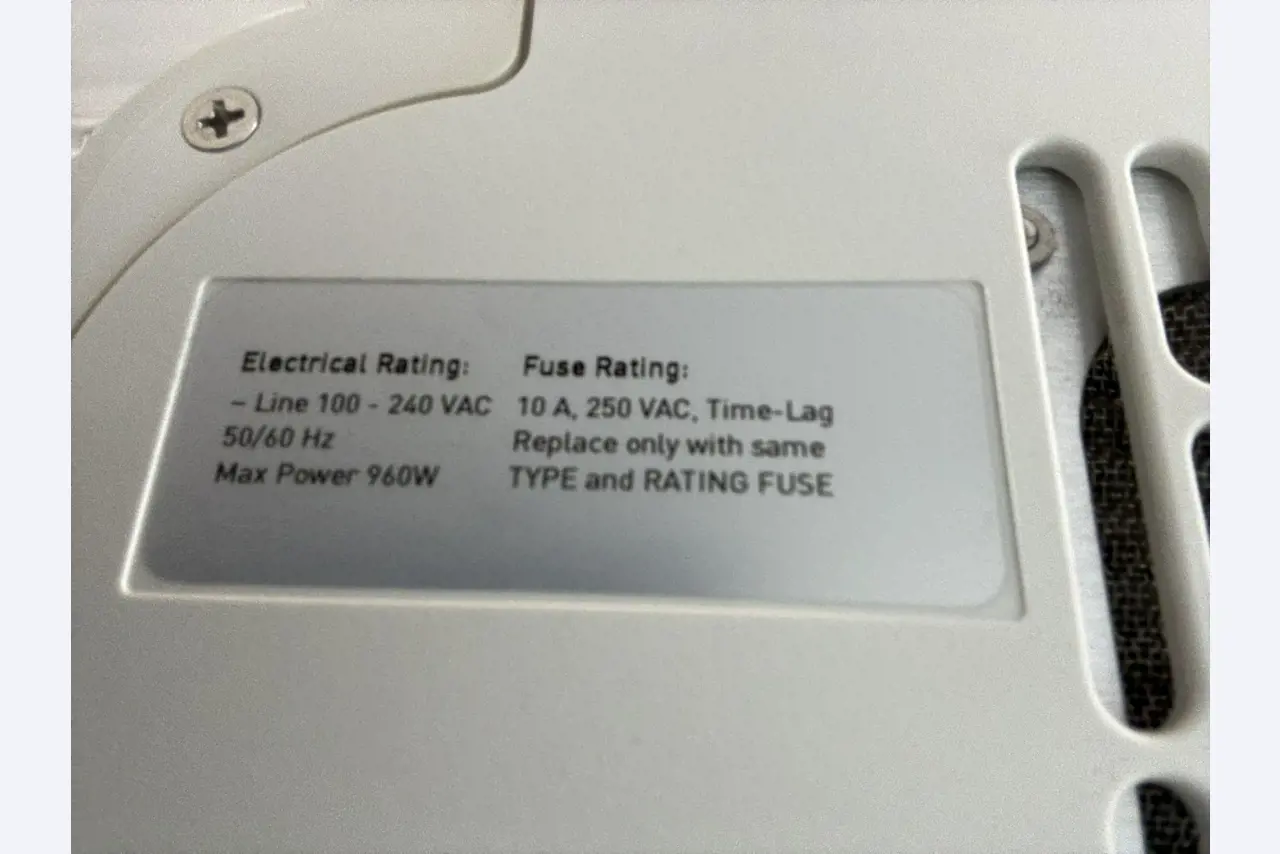 Electrical Rating:
– Line 100 - 240 VAC
50/60 Hz
Max Power 960W
Fuse Rating:
10 A, 250 VAC, Time-Lag
Replace only with same
TYPE and RATING FUSE